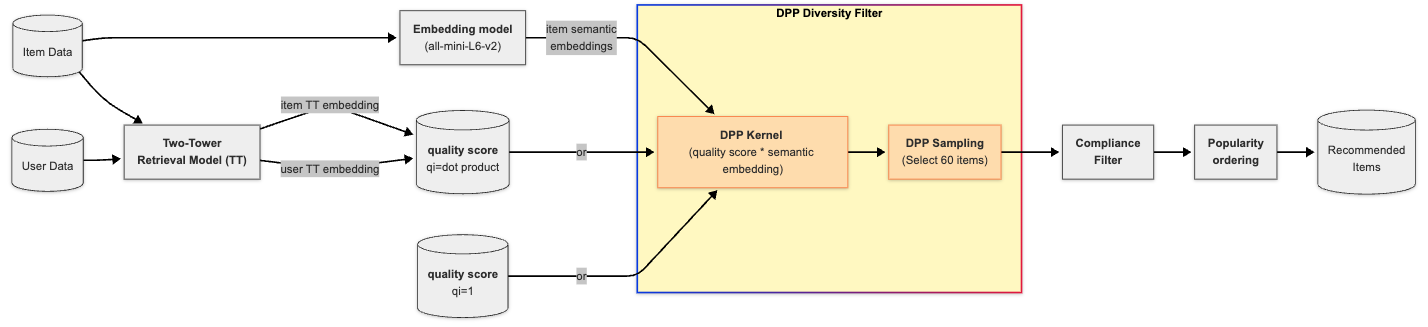 DPP Diversity Filter
Item Data
Embedding model
(all-mini-L6-v2)
item semantic
embeddings
User Data
Two-Tower
Retrieval Model (TT)
item TT embedding
user TT embedding
quality score
qi=dot product
or
DPP Kernel
(quality score * semantic
embedding)
DPP Sampling
(Select 60 items)
Compliance
Filter
Popularity
ordering
Recommended
Items
quality score
qi=1
or